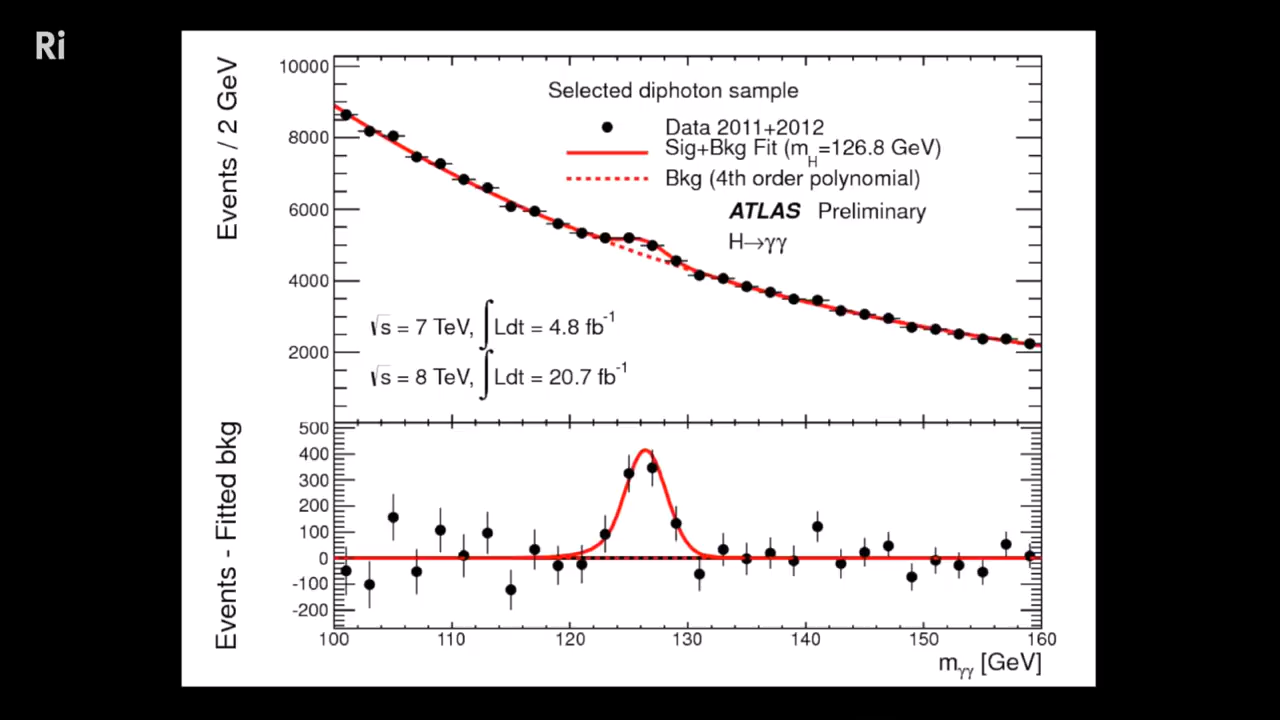 Ri
Events / 2 GeV
10000
8000
6000
4000
2000
Selected diphoton sample
Data 2011+2012
Sig+Bkg Fit (m_H=126.8 GeV)
Bkg (4th order polynomial)
ATLAS Preliminary
H→γγ
√s = 7 TeV, ∫Ldt = 4.8 fb⁻¹
√s = 8 TeV, ∫Ldt = 20.7 fb⁻¹
Events - Fitted bkg
500
400
300
200
100
0
-100
-200
100 110 120 130 140 150 160
m_γγ [GeV]